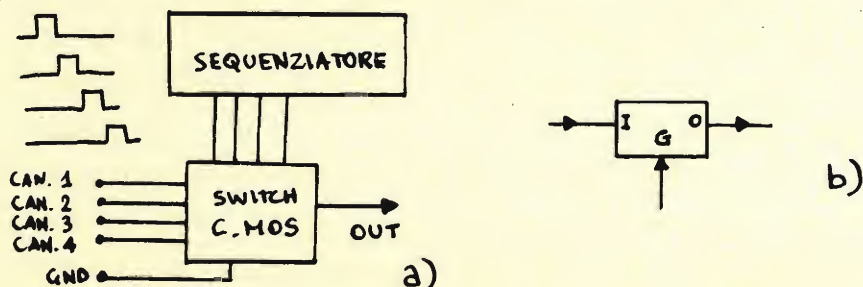 SEQUENZIATORE
CAN. 1
CAN. 2
CAN. 3
CAN. 4
GND
SWITCH
C.MOS
OUT
a)
I
O
G
b)